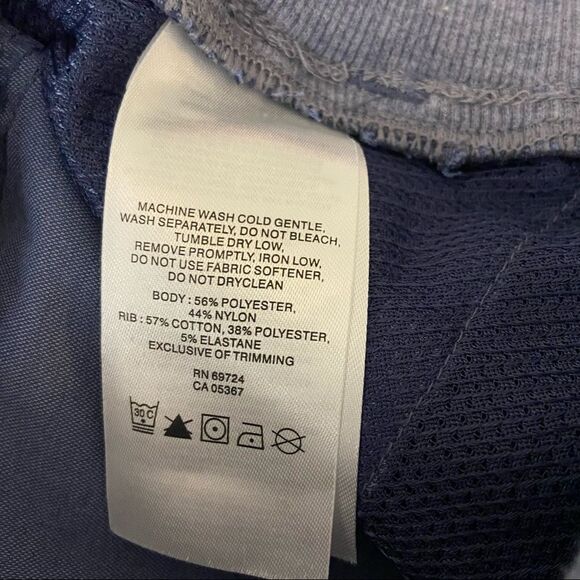 MACHINE WASH COLD GENTLE,
WASH SEPARATELY, DO NOT BLEACH,
TUMBLE DRY LOW,
REMOVE PROMPTLY, IRON LOW,
DO NOT USE FABRIC SOFTENER,
DO NOT DRYCLEAN
BODY : 56% POLYESTER,
44% NYLON
RIB : 57% COTTON, 38% POLYESTER,
5% ELASTANE
EXCLUSIVE OF TRIMMING
RN 69724
CA 05367
30 C